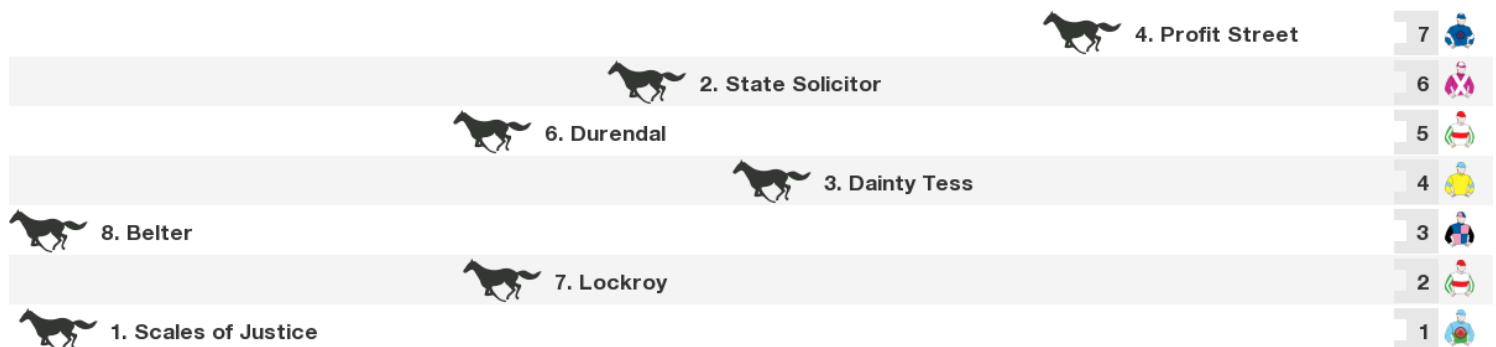 4. Profit Street 7
2. State Solicitor 6
6. Durendal 5
3. Dainty Tess 4
8. Belter 3
7. Lockroy 2
1. Scales of Justice 1